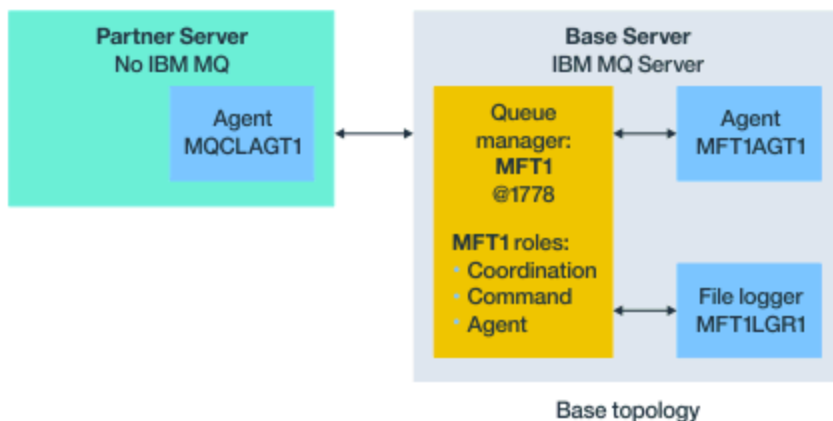 Partner Server
No IBM MQ
Agent
MQCLAGT1
Base Server
IBM MQ Server
Queue
manager:
MFT1
@1778
MFT1 roles:
• Coordination
• Command
• Agent
Agent
MFT1AGT1
File logger
MFT1LGR1
Base topology